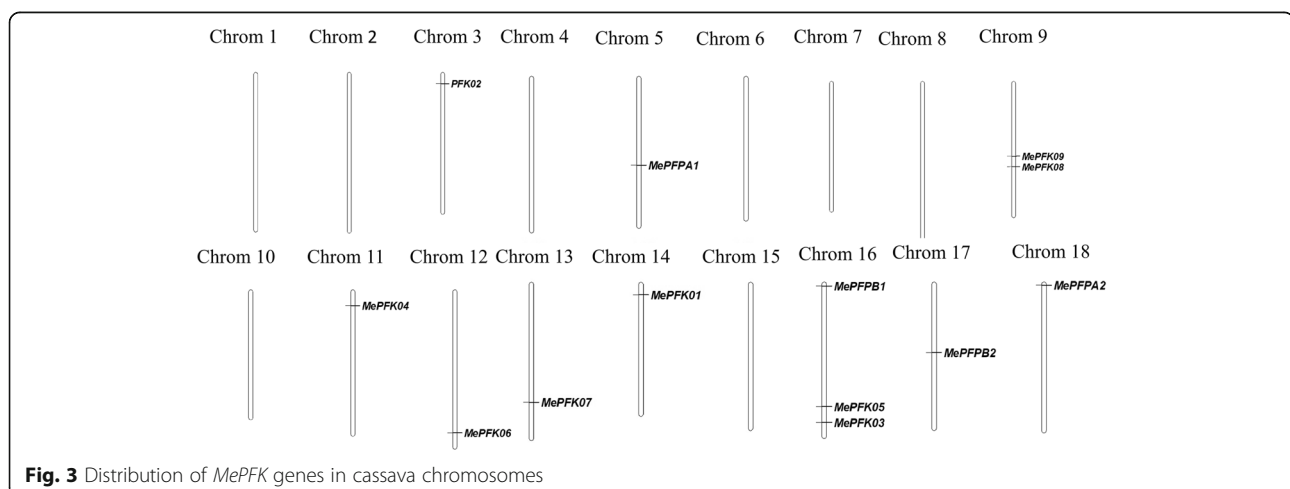 Chrom 1 Chrom 2 Chrom 3 Chrom 4 Chrom 5 Chrom 6 Chrom 7 Chrom 8 Chrom 9
PFK02
MePFPA1
MePFK09
MePFK08
Chrom 10 Chrom 11 Chrom 12 Chrom 13 Chrom 14 Chrom 15 Chrom 16 Chrom 17 Chrom 18
MePFK04
MePFK06
MePFK07
MePFK01
MePFPB1
MePFK05
MePFK03
MePFPB2
MePFPA2
Fig. 3 Distribution of MePFK genes in cassava chromosomes